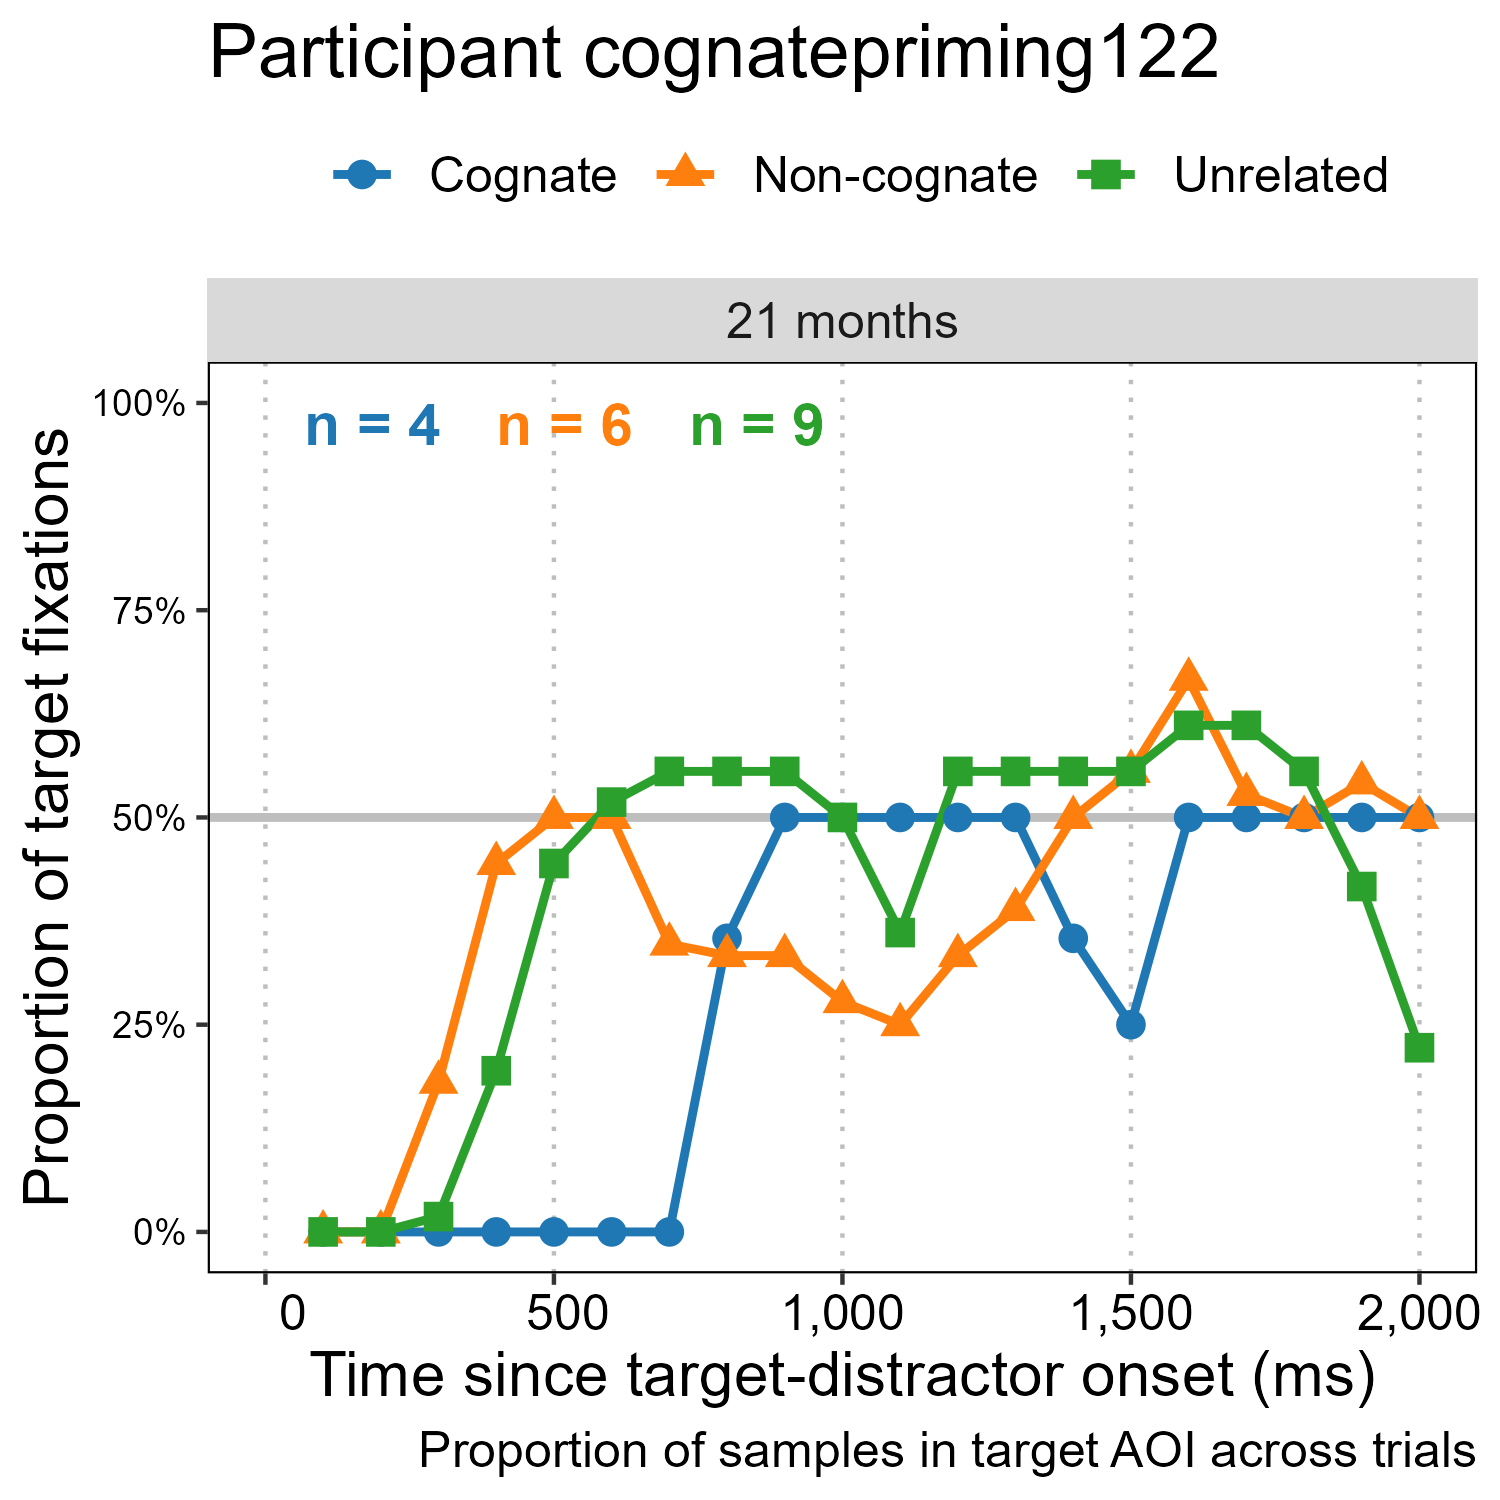 Participant cognatepriming122
Cognate Non-cognate Unrelated
21 months
n = 4 n = 6 n = 9
Proportion of target fixations
100%
75%
50%
25%
0%
0 500 1,000 1,500 2,000
Time since target-distractor onset (ms)
Proportion of samples in target AOI across trials